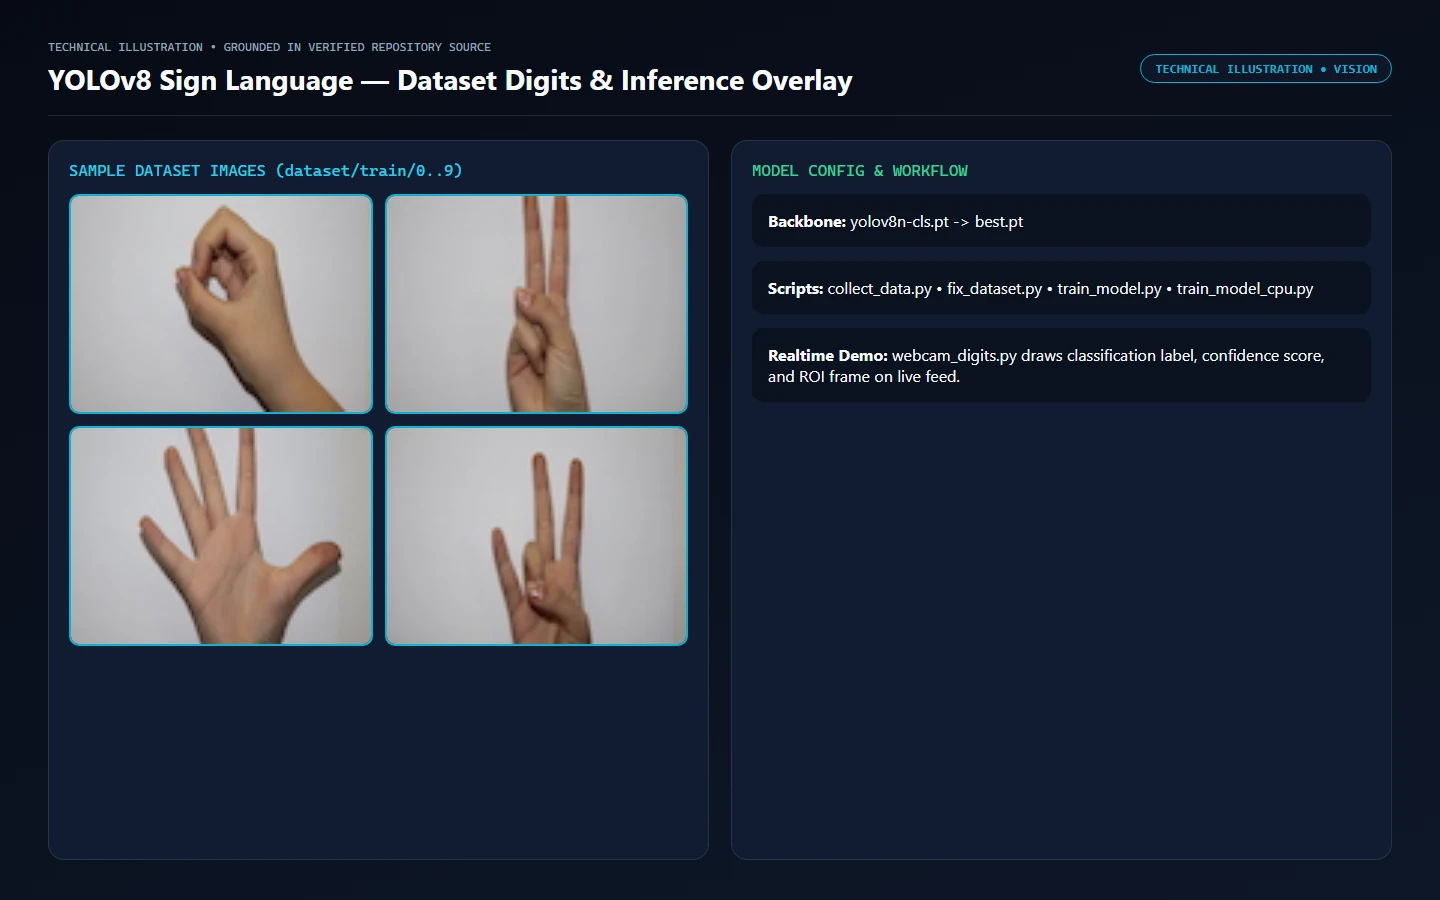 TECHNICAL ILLUSTRATION • GROUNDED IN VERIFIED REPOSITORY SOURCE
YOLOv8 Sign Language — Dataset Digits & Inference Overlay
TECHNICAL ILLUSTRATION • VISION
SAMPLE DATASET IMAGES (dataset/train/0..9)
MODEL CONFIG & WORKFLOW
Backbone: yolov8n-cls.pt -> best.pt
Scripts: collect_data.py • fix_dataset.py • train_model.py • train_model_cpu.py
Realtime Demo: webcam_digits.py draws classification label, confidence score,
and ROI frame on live feed.